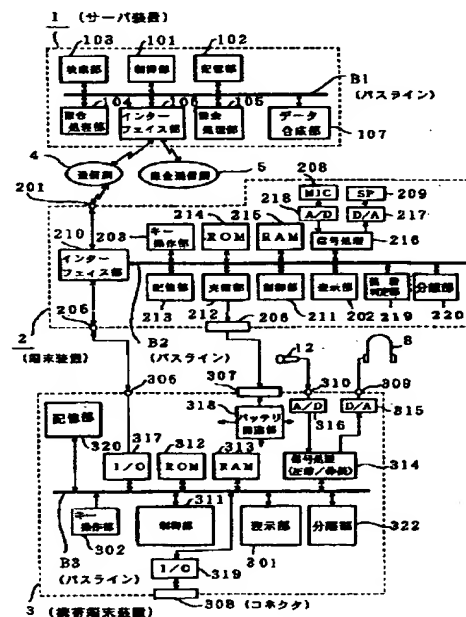 1 (サーバ装置)
103 101 102
検索部 制御部 記憶部
B1
(バスライン)
104 106 105
照合処理部 インターフェイス部 課金処理部 データ合成部
107
4 通信網
課金通信網 5
201
208 MIC SP 209
218 A/D D/A 217
214 215
210 203 キー操作部 ROM RAM 信号処理 216
インターフェイス部
記憶部 充電部 制御部 表示部 分離部
213 212 211 202 219 220
205
206
2 (端末装置)
B2
(バスライン)
12 8
306 307 310 309
318 バッテリ A/D D/A 315
316
記憶部
320
317 312 313
I/O ROM RAM 信号処理(圧縮/伸長) 314
311
キー操作部 制御部 表示部 分離部
302 301 322
B3
(バスライン)
I/O 319
308 (コネクタ)
3 (携帯端末装置)